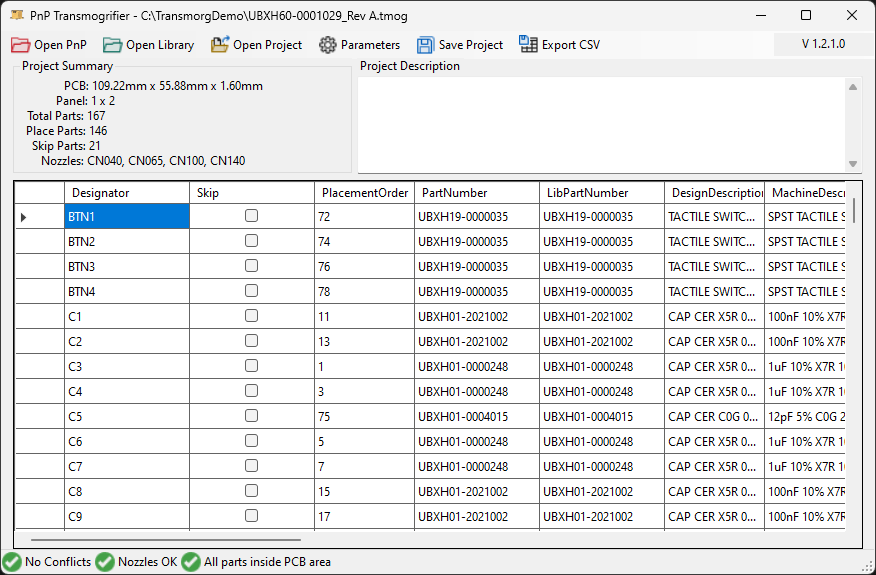 PnP Transmogrifier - C:\TransmorgDemo\UBXH60-0001029_Rev A.tmog
Open PnP Open Library Open Project Parameters Save Project Export CSV V 1.2.1.0
Project Summary Project Description
PCB: 109.22mm x 55.88mm x 1.60mm
Panel: 1 x 2
Total Parts: 167
Place Parts: 146
Skip Parts: 21
Nozzles: CN040, CN065, CN100, CN140
Designator Skip PlacementOrder PartNumber LibPartNumber DesignDescription MachineDescr
BTN1 72 UBXH19-0000035 UBXH19-0000035 TACTILE SWITC... SPST TACTILE S
BTN2 74 UBXH19-0000035 UBXH19-0000035 TACTILE SWITC... SPST TACTILE S
BTN3 76 UBXH19-0000035 UBXH19-0000035 TACTILE SWITC... SPST TACTILE S
BTN4 78 UBXH19-0000035 UBXH19-0000035 TACTILE SWITC... SPST TACTILE S
C1 11 UBXH01-2021002 UBXH01-2021002 CAP CER X5R 0... 100nF 10% X7R
C2 13 UBXH01-2021002 UBXH01-2021002 CAP CER X5R 0... 100nF 10% X7R
C3 1 UBXH01-0000248 UBXH01-0000248 CAP CER X5R 0... 1uF 10% X7R 1
C4 3 UBXH01-0000248 UBXH01-0000248 CAP CER X5R 0... 1uF 10% X7R 1
C5 75 UBXH01-0004015 UBXH01-0004015 CAP CER C0G 0... 12pF 5% C0G 2
C6 5 UBXH01-0000248 UBXH01-0000248 CAP CER X5R 0... 1uF 10% X7R 1
C7 7 UBXH01-0000248 UBXH01-0000248 CAP CER X5R 0... 1uF 10% X7R 1
C8 15 UBXH01-2021002 UBXH01-2021002 CAP CER X5R 0... 100nF 10% X7R
C9 17 UBXH01-2021002 UBXH01-2021002 CAP CER X5R 0... 100nF 10% X7R
No Conflicts Nozzles OK All parts inside PCB area